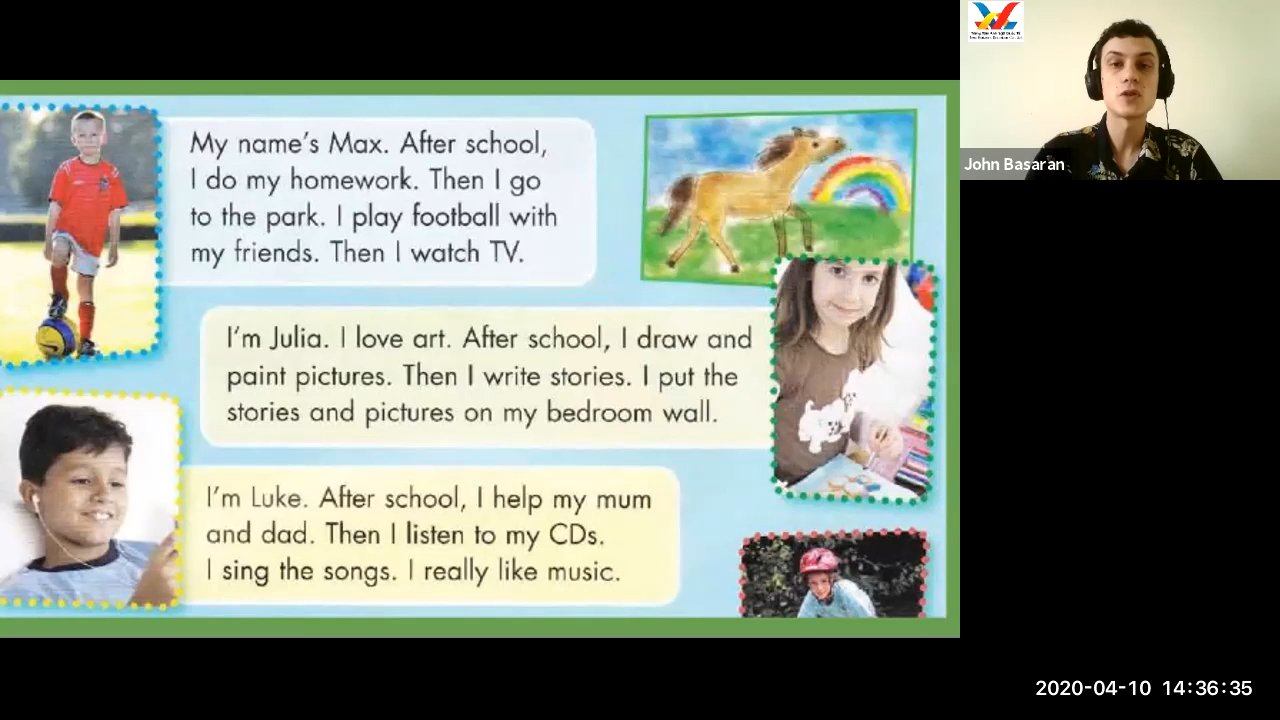 My name's Max. After school,
I do my homework. Then I go
to the park. I play football with
my friends. Then I watch TV.
I'm Julia. I love art. After school, I draw and
paint pictures. Then I write stories. I put the
stories and pictures on my bedroom wall.
I'm Luke. After school, I help my mum
and dad. Then I listen to my CDs.
I sing the songs. I really like music.
John Basaran
2020-04-10 14:36:35